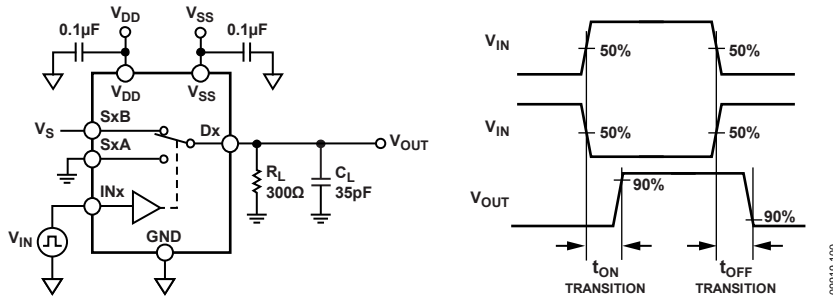 V_DD V_SS
0.1µF 0.1µF
V_DD V_SS
SxB
V_S
Dx
V_OUT
SxA
R_L
300Ω
C_L
35pF
INx
V_IN
GND
V_IN 50% 50%
V_IN 50% 50%
V_OUT 90% 90%
t_ON
TRANSITION
t_OFF
TRANSITION